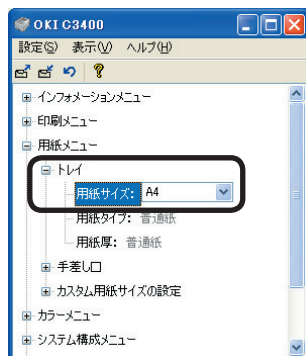 OKI C3400
設定(S) 表示(V) ヘルプ(H)
インフォメーションメニュー
印刷メニュー
用紙メニュー
トレイ
用紙サイズ: A4
用紙タイプ: 普通紙
用紙厚: 普通紙
手差し口
カスタム用紙サイズの設定
カラーメニュー
システム構成メニュー